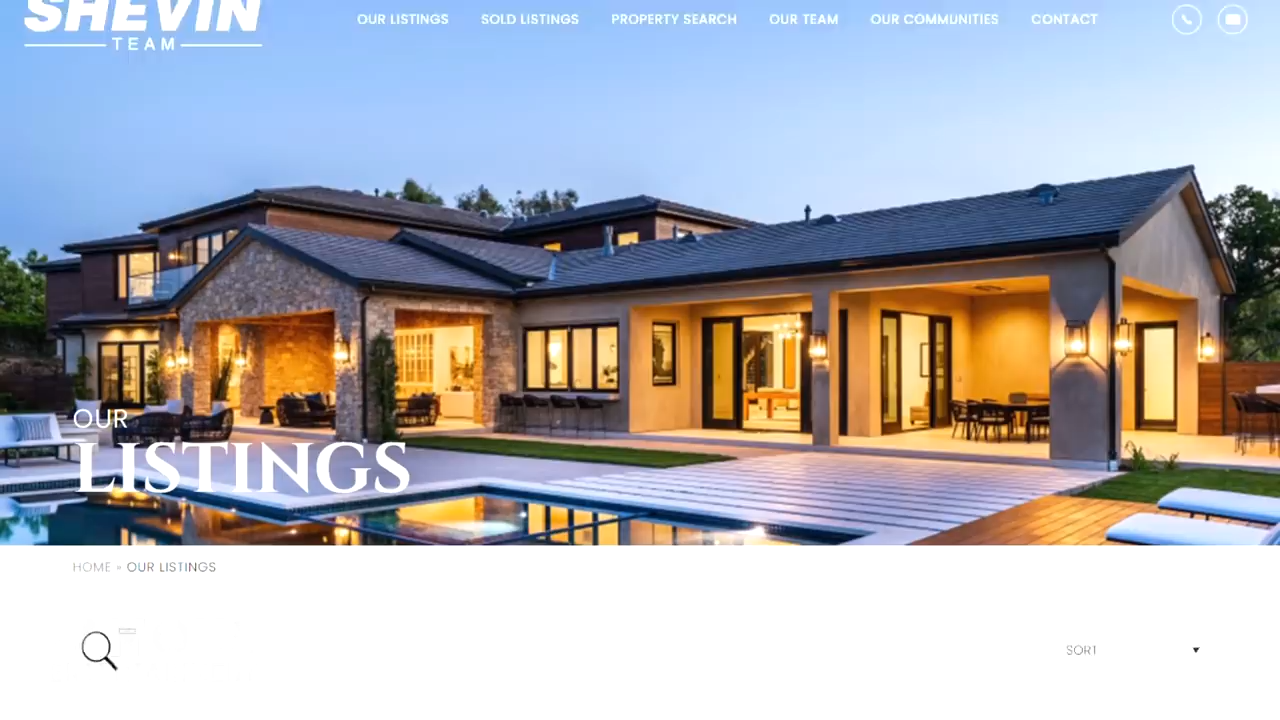 SHEVIN
TEAM
OUR LISTINGS SOLD LISTINGS PROPERTY SEARCH OUR TEAM OUR COMMUNITIES CONTACT
OUR
LISTINGS
HOME » OUR LISTINGS
SORT